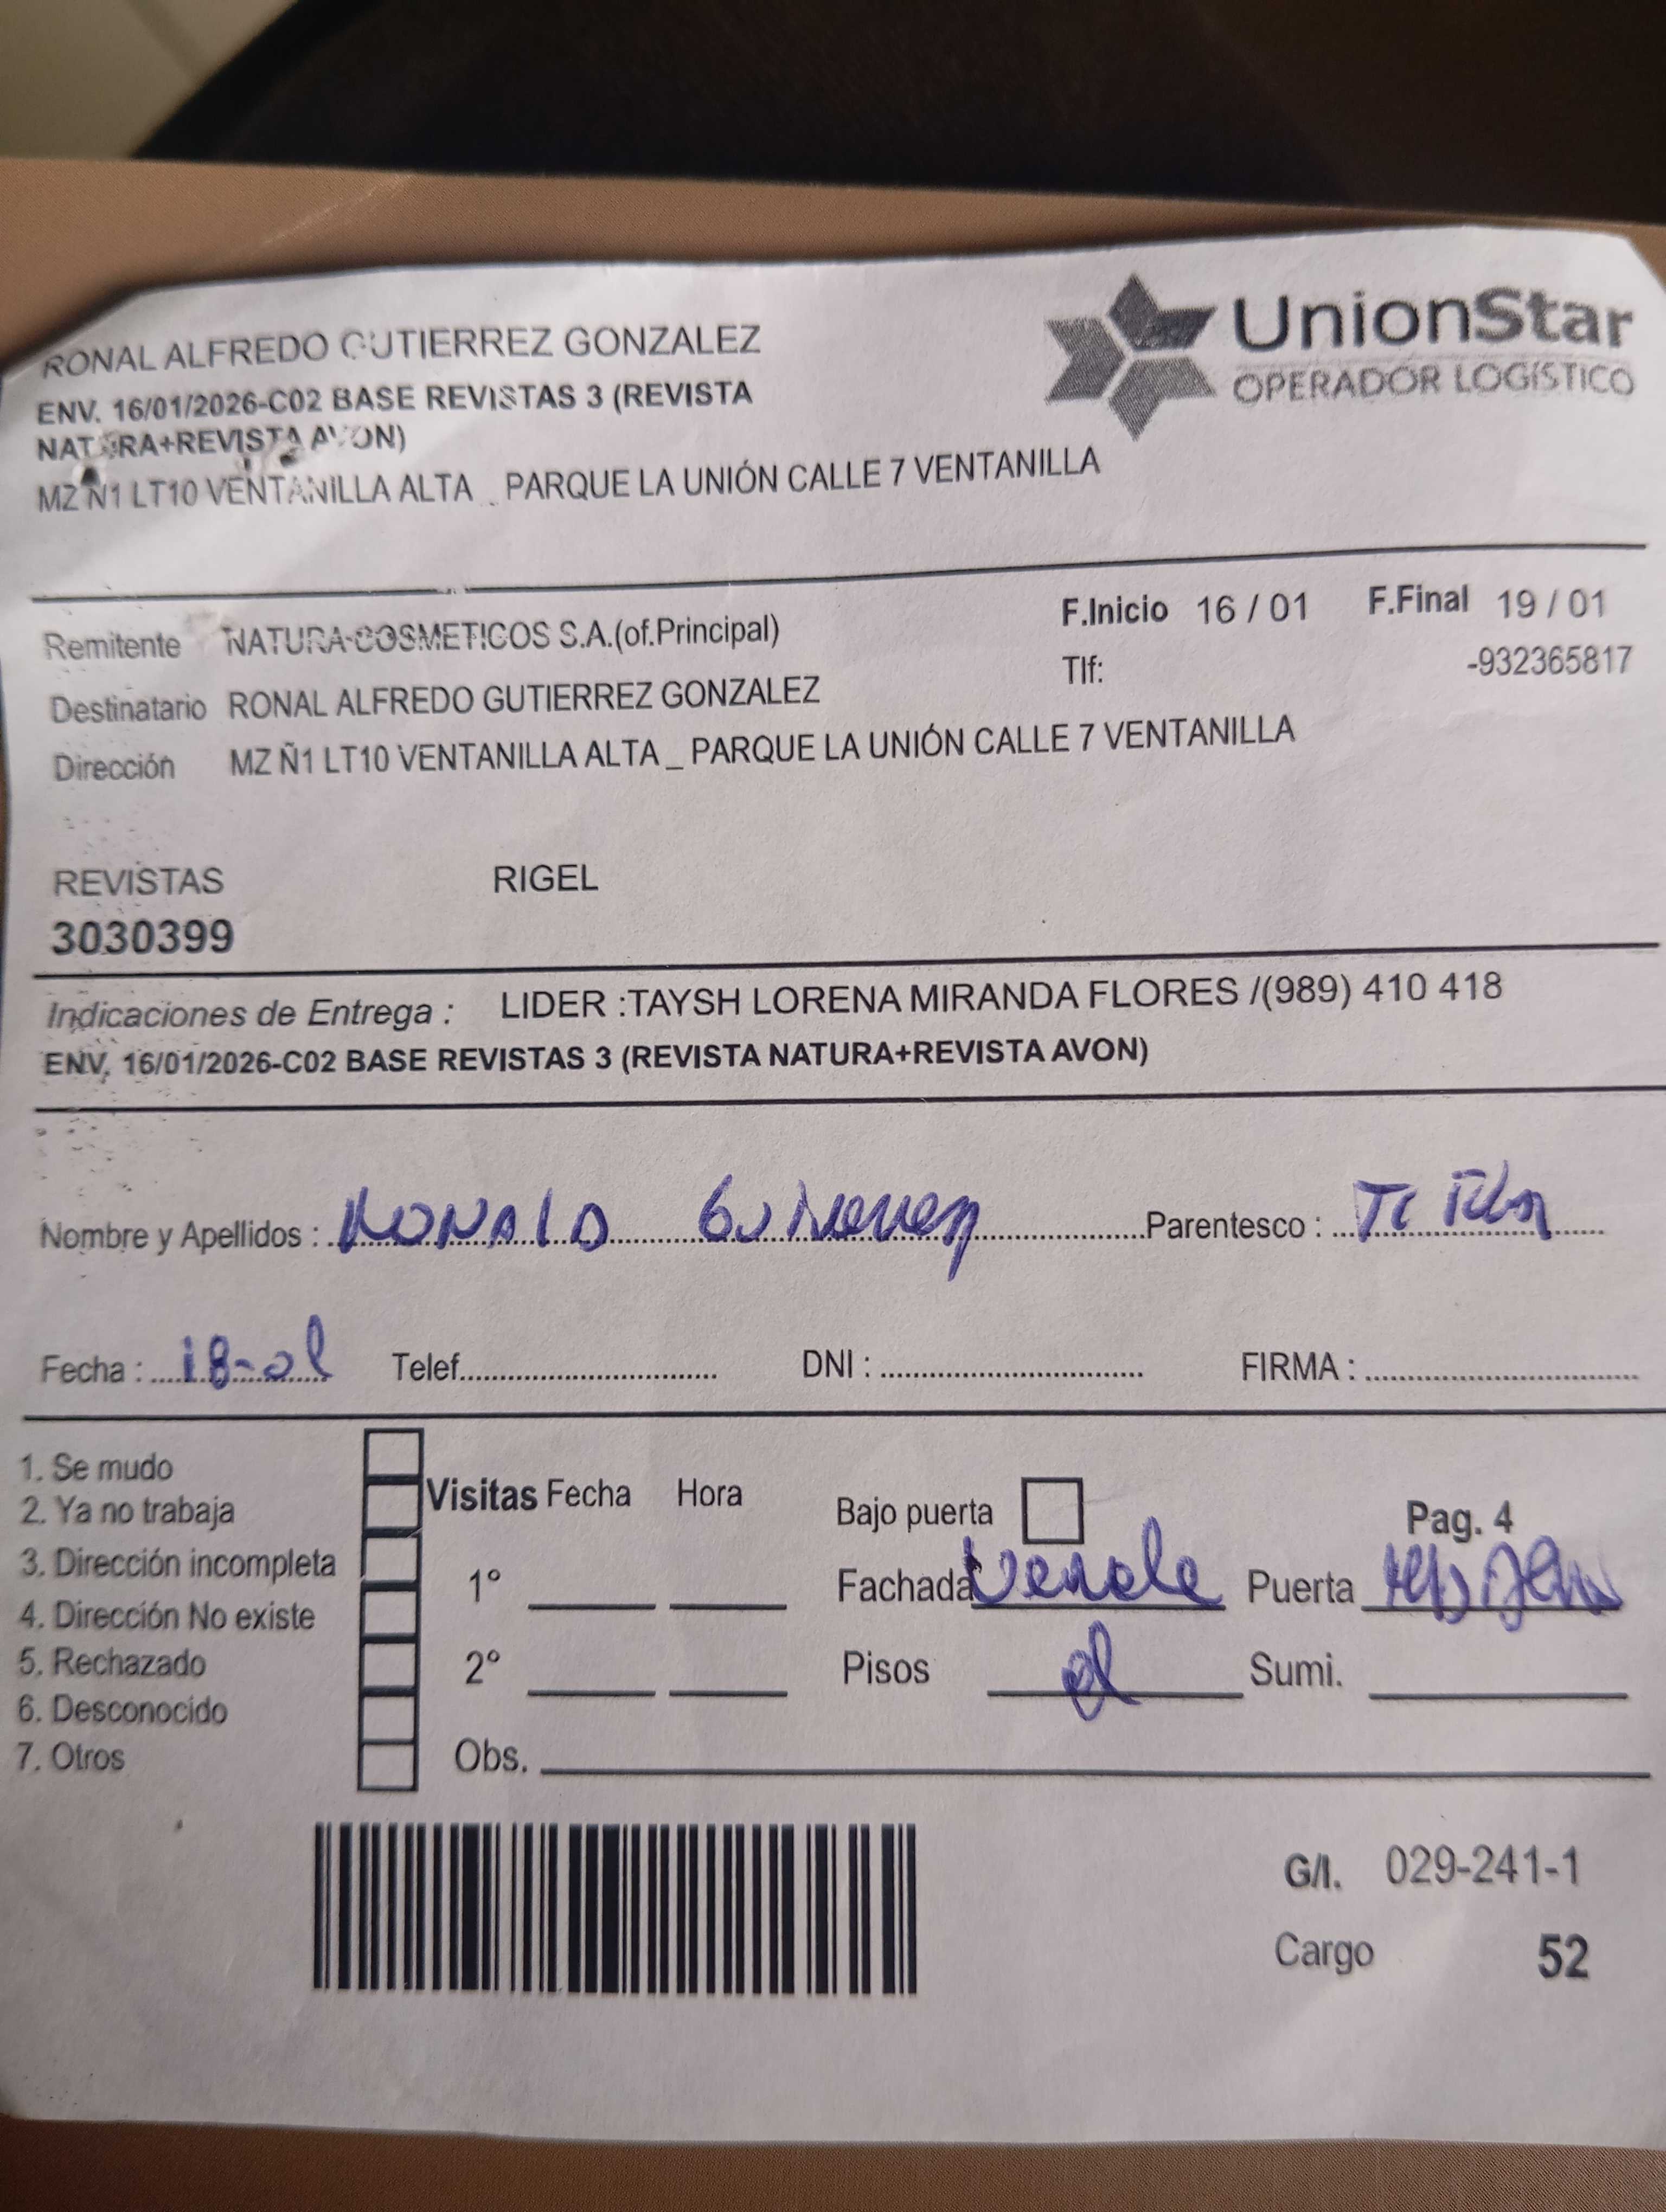 RONAL ALFREDO GUTIERREZ GONZALEZ
UnionStar
OPERADOR LOGÍSTICO
ENV. 16/01/2026-C02 BASE REVISTAS 3 (REVISTA
NATURA+REVISTA AVON)
MZ Ñ1 LT10 VENTANILLA ALTA _ PARQUE LA UNIÓN CALLE 7 VENTANILLA
F.Inicio 16 / 01 F.Final 19 / 01
Remitente NATURA COSMETICOS S.A.(of.Principal)
Tlf: -932365817
Destinatario RONAL ALFREDO GUTIERREZ GONZALEZ
Dirección MZ Ñ1 LT10 VENTANILLA ALTA _ PARQUE LA UNIÓN CALLE 7 VENTANILLA
REVISTAS RIGEL
3030399
Indicaciones de Entrega : LIDER :TAYSH LORENA MIRANDA FLORES /(989) 410 418
ENV. 16/01/2026-C02 BASE REVISTAS 3 (REVISTA NATURA+REVISTA AVON)
Nombre y Apellidos : RONALD Parentesco :
Fecha : 18-01 Telef. DNI : FIRMA :
1. Se mudo
2. Ya no trabaja
3. Dirección incompleta
4. Dirección No existe
5. Rechazado
6. Desconocido
7. Otros
Visitas Fecha Hora
1°
2°
Obs.
Bajo puerta Pag. 4
Fachada Verde Puerta
Pisos Sumi.
G/I. 029-241-1
Cargo 52